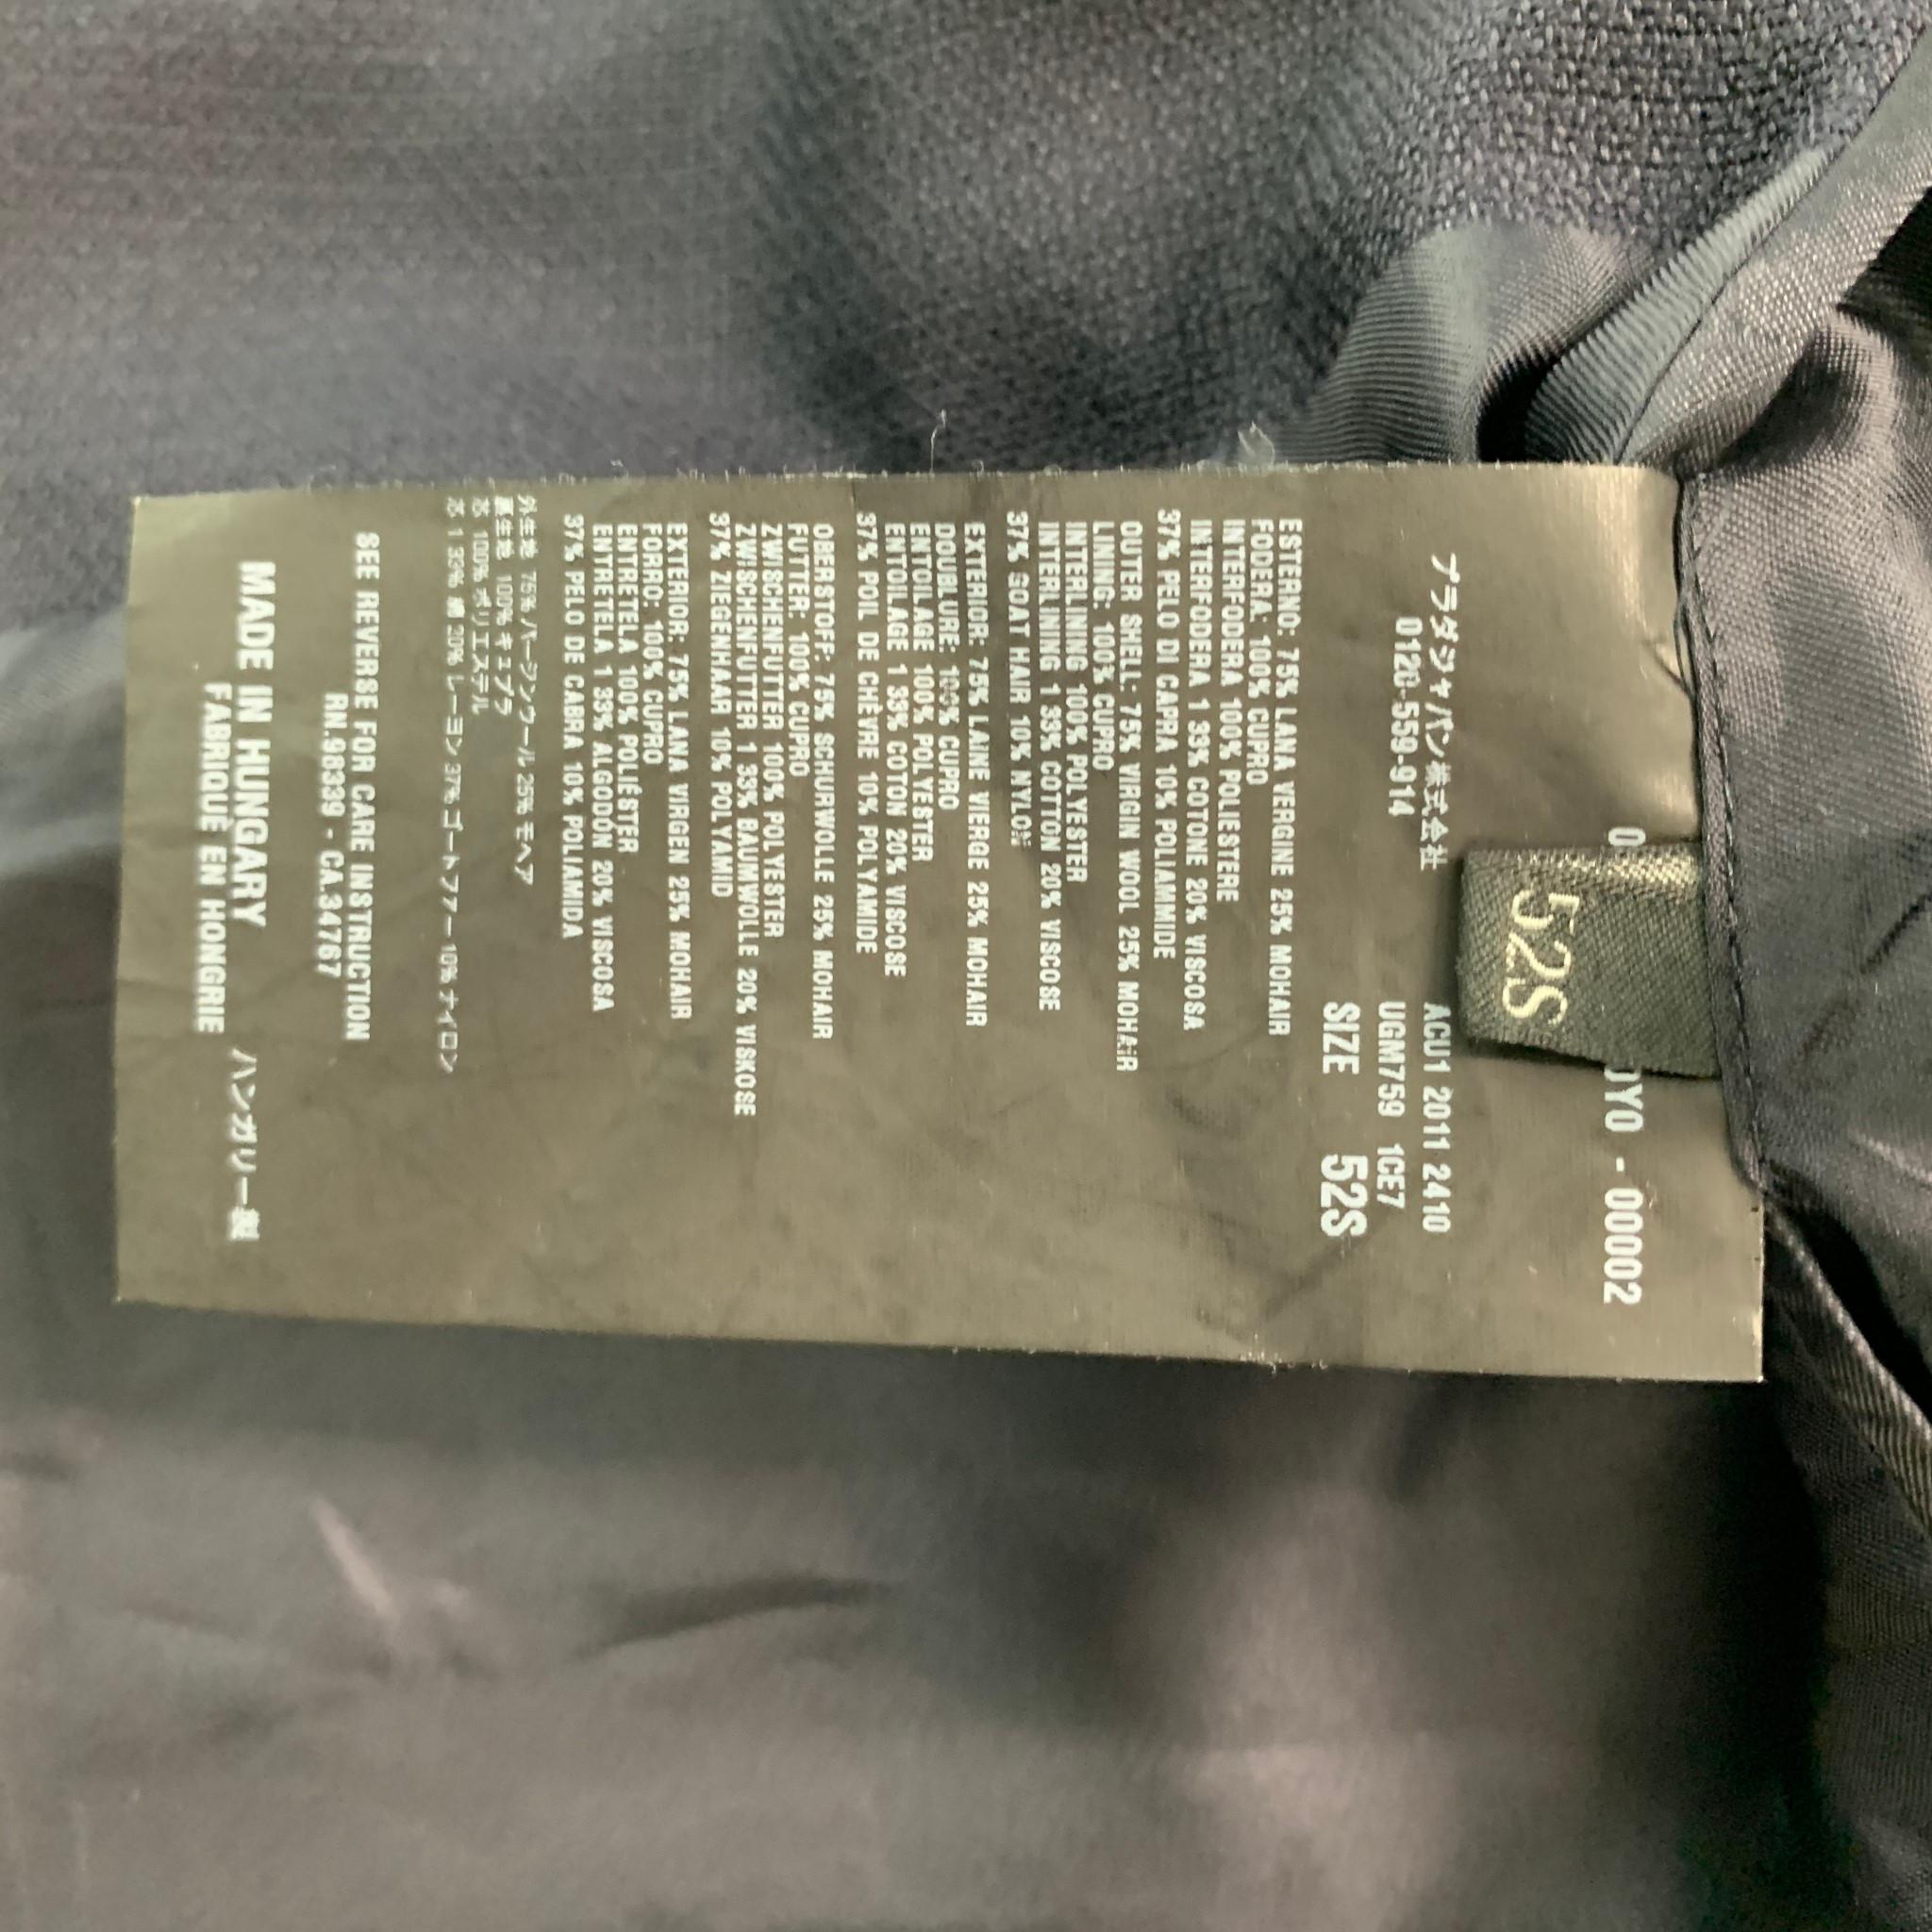 52S
0YO - 00002
プラダジャパン株式会社
0120-559-914
ACU1 2011 2410
UGM759 1CE7
SIZE 52S
ESTERNO: 75% LANA VERGINE 25% MOHAIR
FODERA: 100% CUPRO
INTERFODERA 100% POLIESTERE
INTERFODERA 1 33% COTONE 20% VISCOSA
37% PELO DI CAPRA 10% POLIAMMIDE
OUTER SHELL: 75% VIRGIN WOOL 25% MOHAIR
LINING: 100% CUPRO
INTERLINING 100% POLYESTER
INTERLINING 1 33% COTTON 20% VISCOSE
37% GOAT HAIR 10% NYLON
EXTERIOR: 75% LAINE VIERGE 25% MOHAIR
DOUBLURE: 100% CUPRO
ENTOILAGE 100% POLYESTER
ENTOILAGE 1 33% COTON 20% VISCOSE
37% POIL DE CHÈVRE 10% POLYAMIDE
OBERSTOFF: 75% SCHURWOLLE 25% MOHAIR
FUTTER: 100% CUPRO
ZWISCHENFUTTER 100% POLYESTER
ZWISCHENFUTTER 1 33% BAUMWOLLE 20% VISKOSE
37% ZIEGENHAAR 10% POLYAMID
EXTERIOR: 75% LANA VIRGEN 25% MOHAIR
FORRO: 100% CUPRO
ENTRETELA 100% POLIÉSTER
ENTRETELA 1 33% ALGODÓN 20% VISCOSA
37% PELO DE CABRA 10% POLIAMIDA
外生地 75% バージンウール 25% モヘア
裏生地 100% キュプラ
芯 100% ポリエステル
芯 1 33% 綿 20% レーヨン 37% ゴートファー 10% ナイロン
SEE REVERSE FOR CARE INSTRUCTION
RN.98339 - CA.34787
MADE IN HUNGARY ハンガリー製
FABRIQUE EN HONGRIE